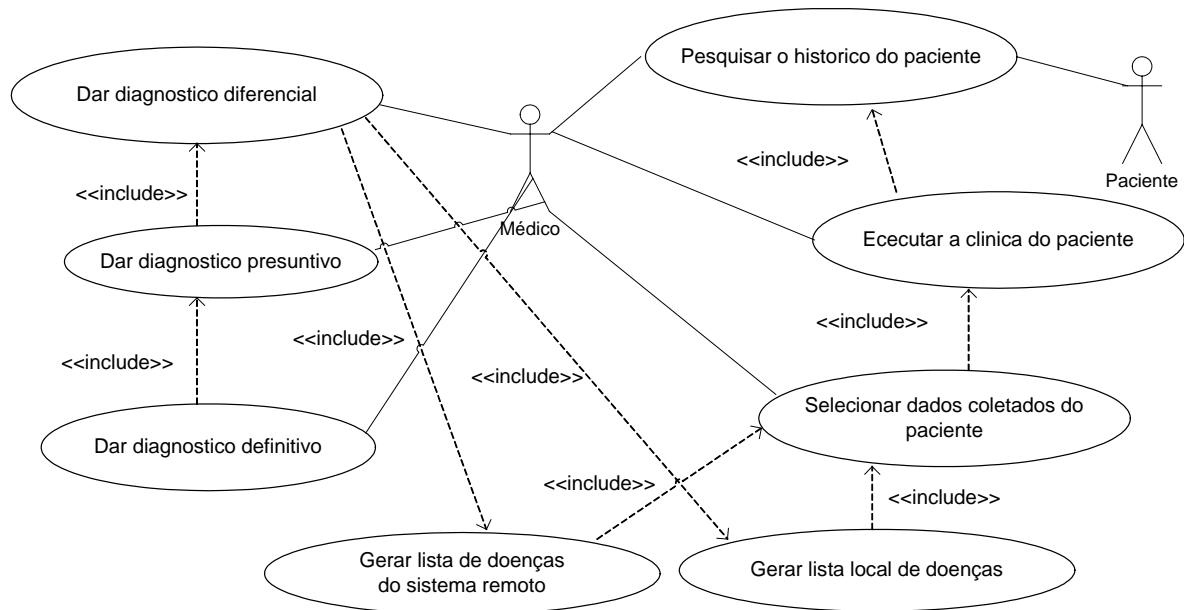 Pesquisar o historico do paciente
Dar diagnostico diferencial
<<include>>
Paciente
<<include>>
Médico
Ececutar a clinica do paciente
Dar diagnostico presuntivo
<<include>>
<<include>>
<<include>>
<<include>>
Selecionar dados coletados do
paciente
Dar diagnostico definitivo
<<include>>
<<include>>
Gerar lista de doenças
do sistema remoto
Gerar lista local de doenças